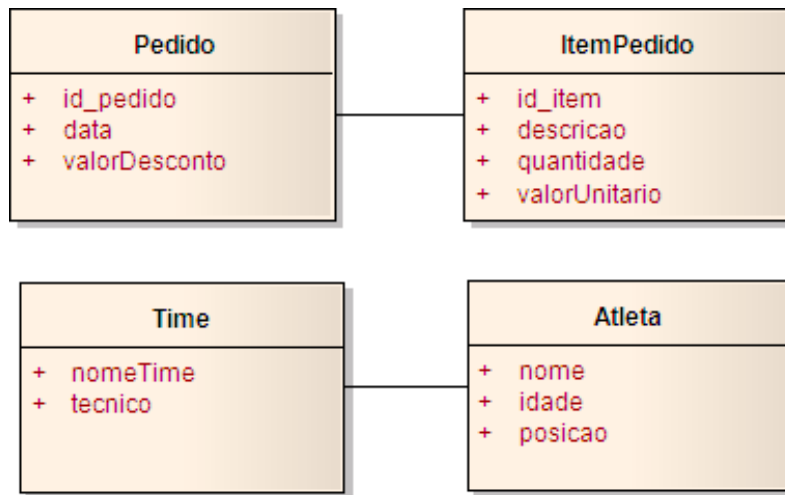 Pedido
+ id_pedido
+ data
+ valorDesconto
ItemPedido
+ id_item
+ descricao
+ quantidade
+ valorUnitario
Time
+ nomeTime
+ tecnico
Atleta
+ nome
+ idade
+ posicao